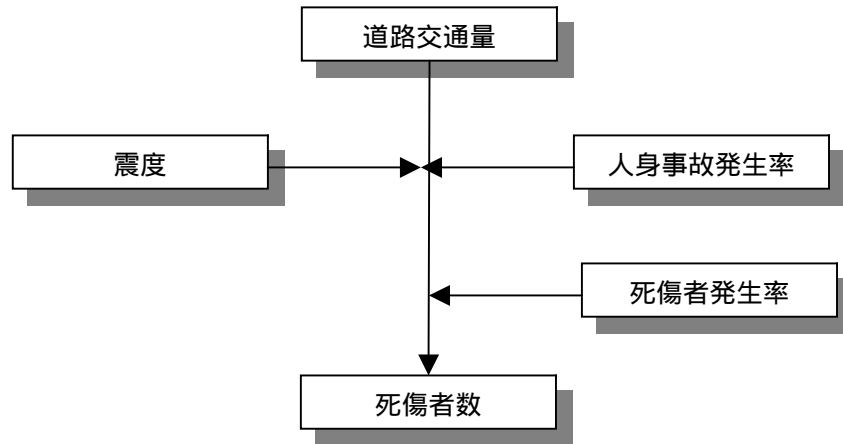 道路交通量
震度
人身事故発生率
死傷者発生率
死傷者数